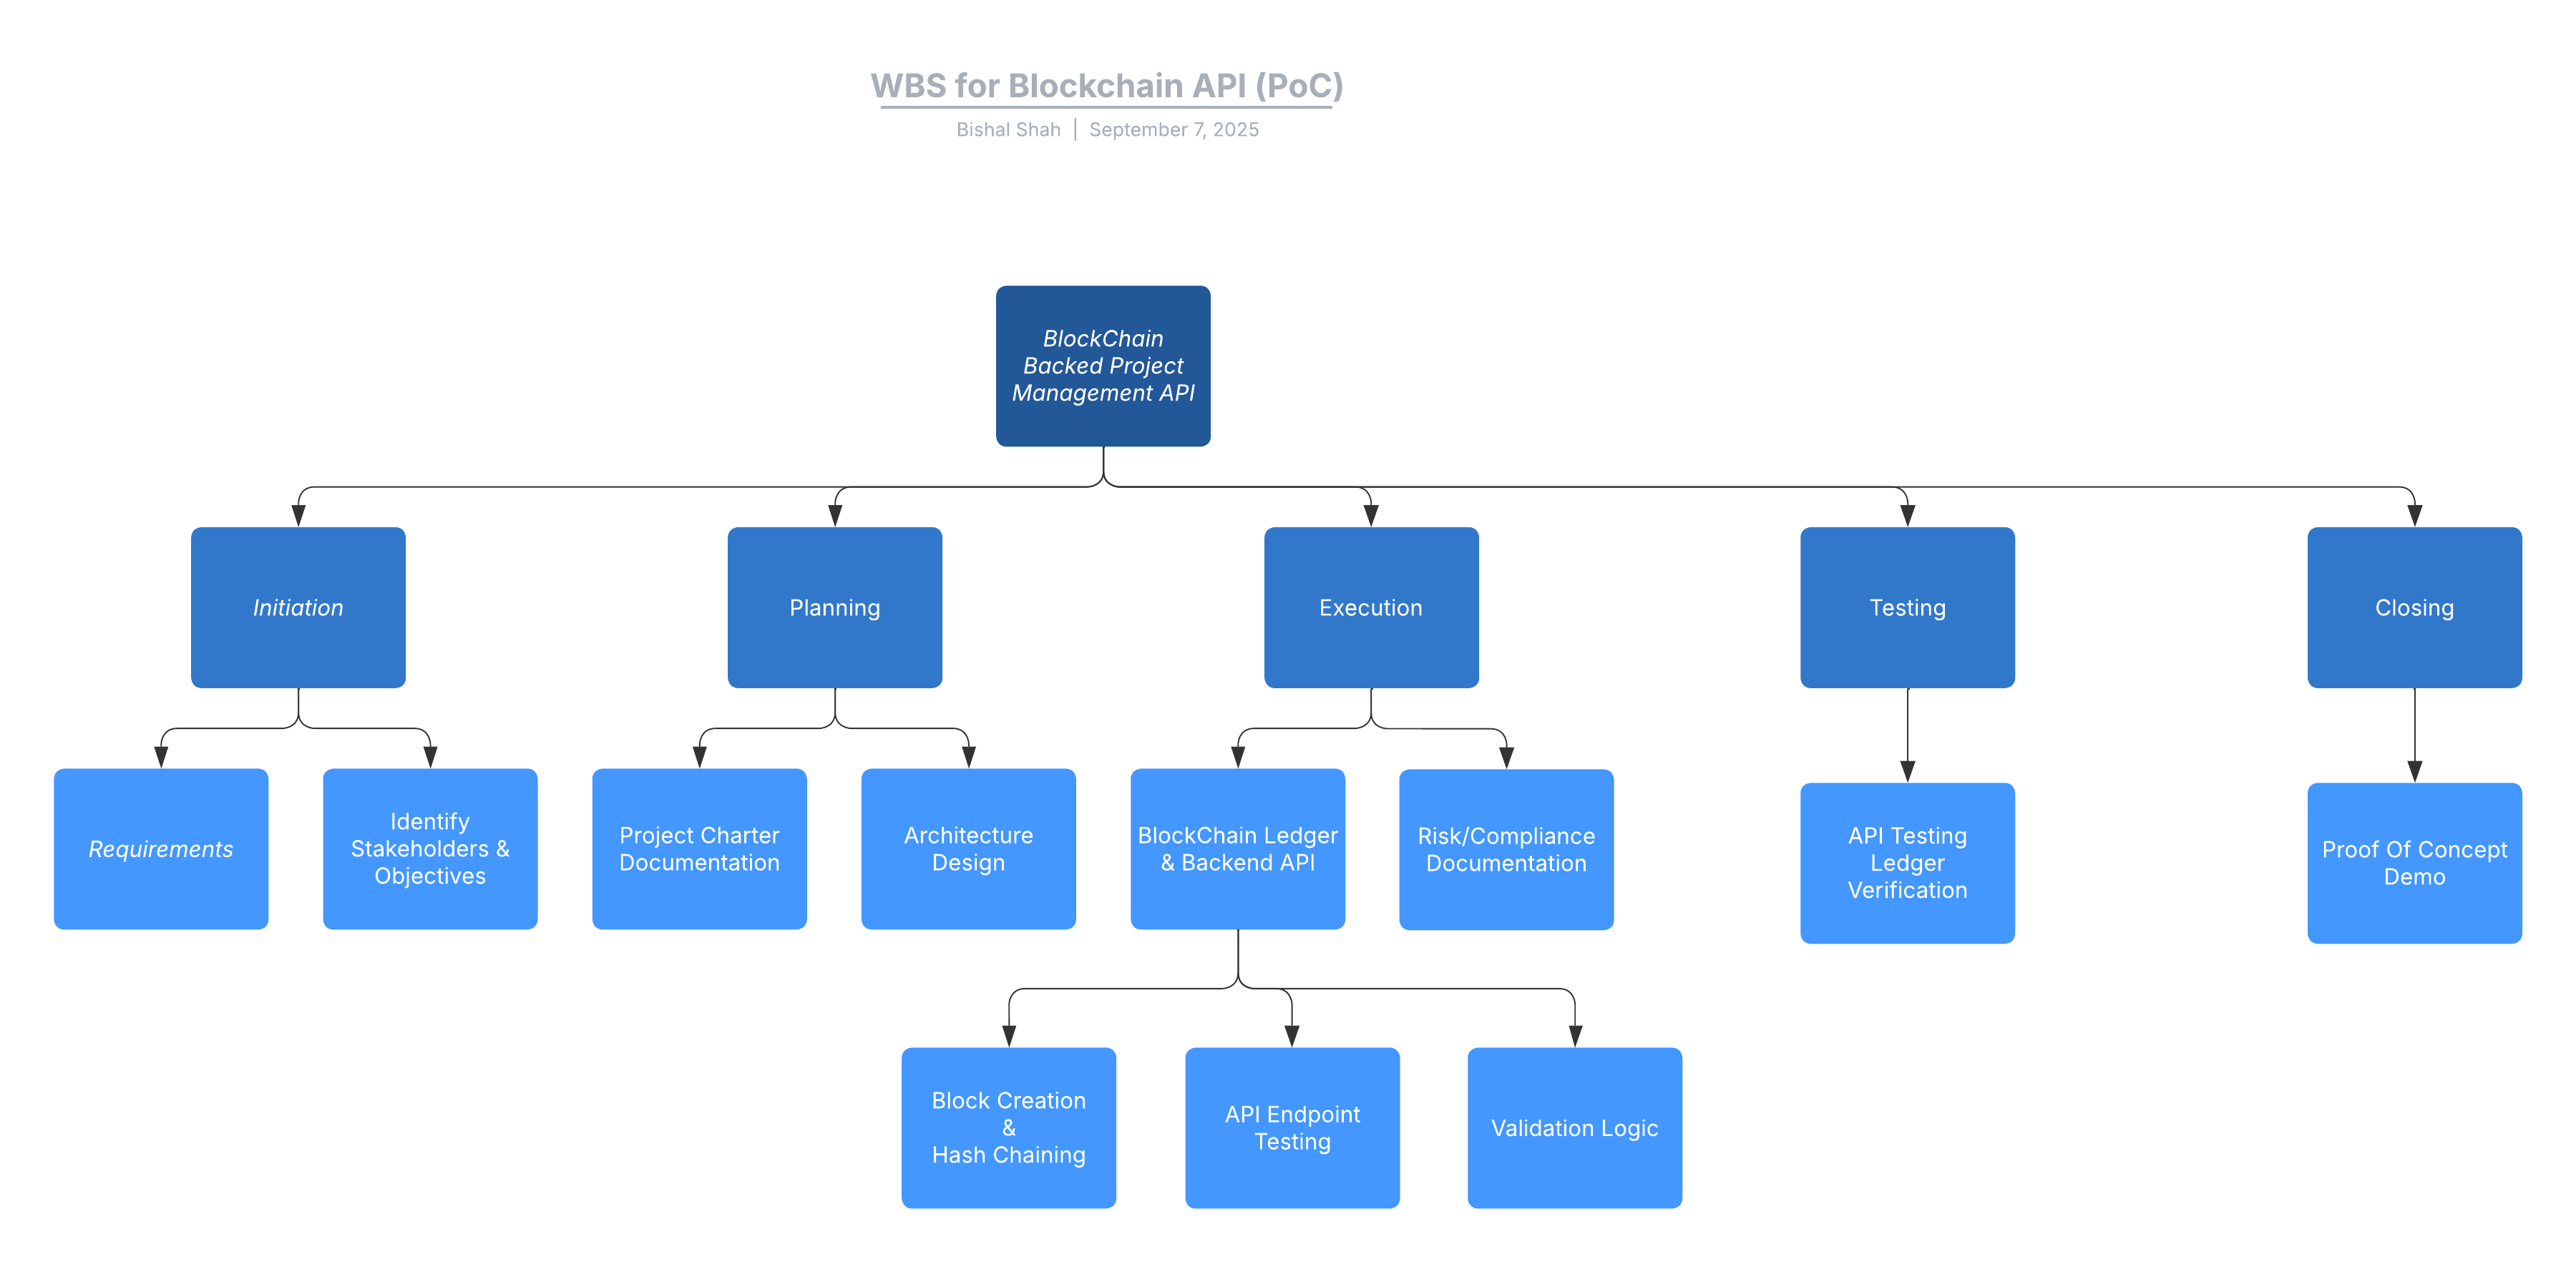 WBS for Blockchain API (PoC)
Bishal Shah | September 7, 2025
BlockChain
Backed Project
Management API
Initiation
Planning
Execution
Testing
Closing
Requirements
Identify
Stakeholders &
Objectives
Project Charter
Documentation
Architecture
Design
BlockChain Ledger
& Backend API
Risk/Compliance
Documentation
API Testing
Ledger
Verification
Proof Of Concept
Demo
Block Creation
&
Hash Chaining
API Endpoint
Testing
Validation Logic